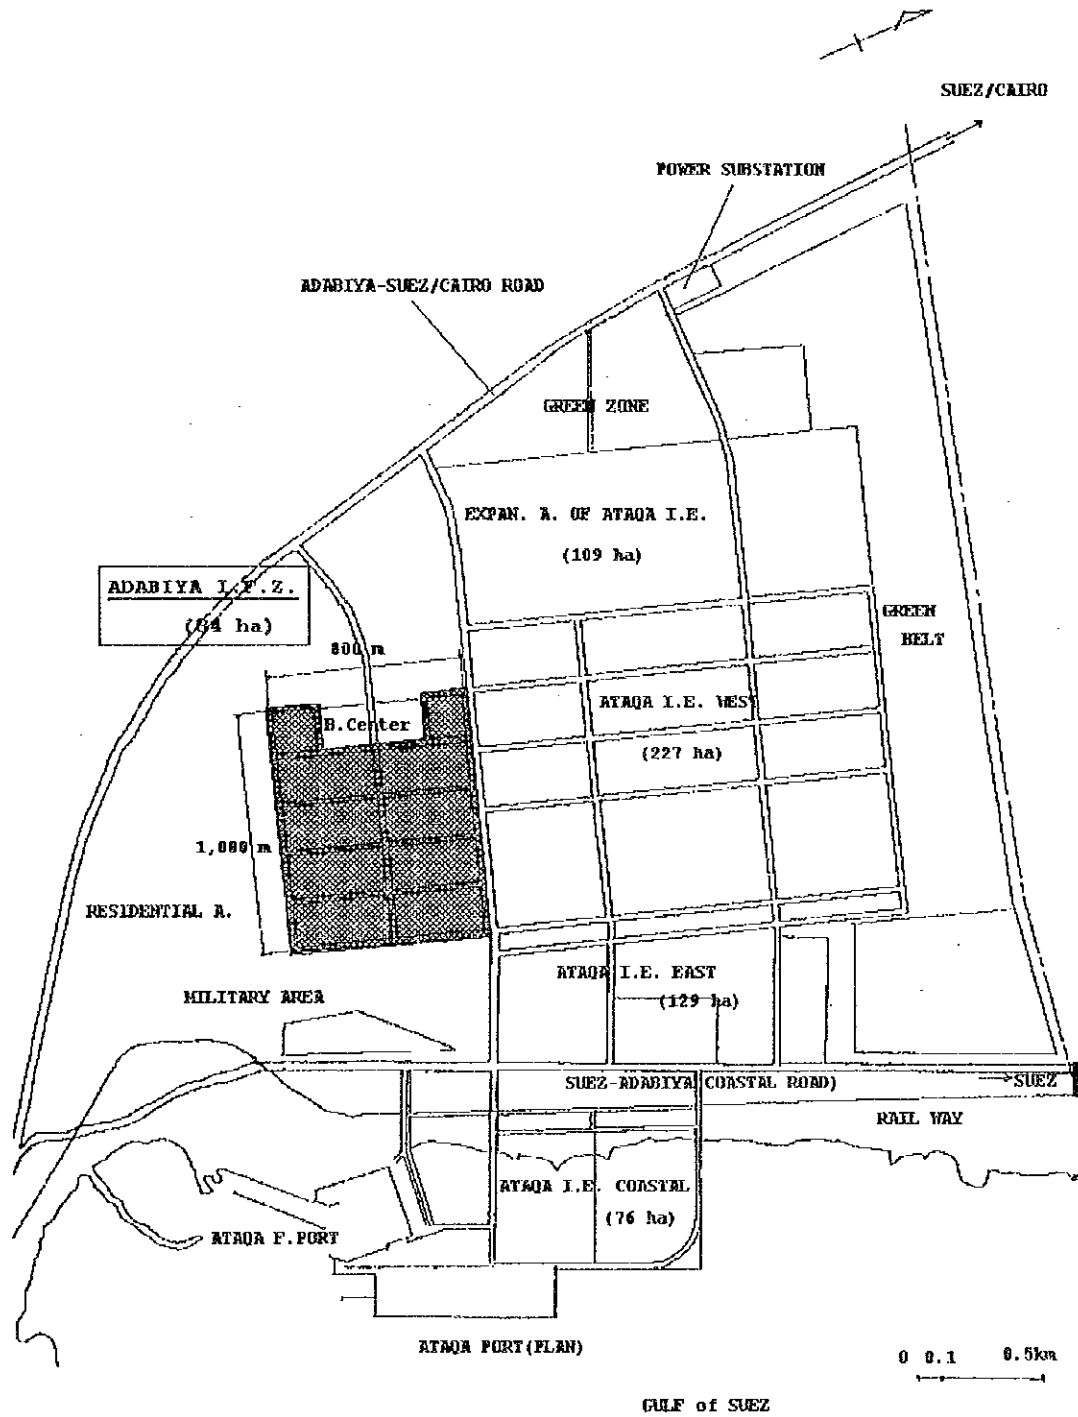 SUEZ/CAIRO
POWER SUBSTATION
ADABIYA-SUEZ/CAIRO ROAD
GREEN ZONE
EXPAN. A. OF ATAQA I.E.
(109 ha)
ADABIYA I.F.Z.
(84 ha)
GREEN
BELT
800 m
ATAQA I.E. WEST
(227 ha)
B.Center
1,000 m
RESIDENTIAL A.
ATAQA I.E. EAST
(129 ha)
MILITARY AREA
SUEZ-ADABIYA(COASTAL ROAD)
SUEZ
RAIL WAY
ATAQA I.E. COASTAL
(76 ha)
ATAQA F.PORT
ATAQA PORT(PLAN)
0 0.1 0.5km
GULF of SUEZ